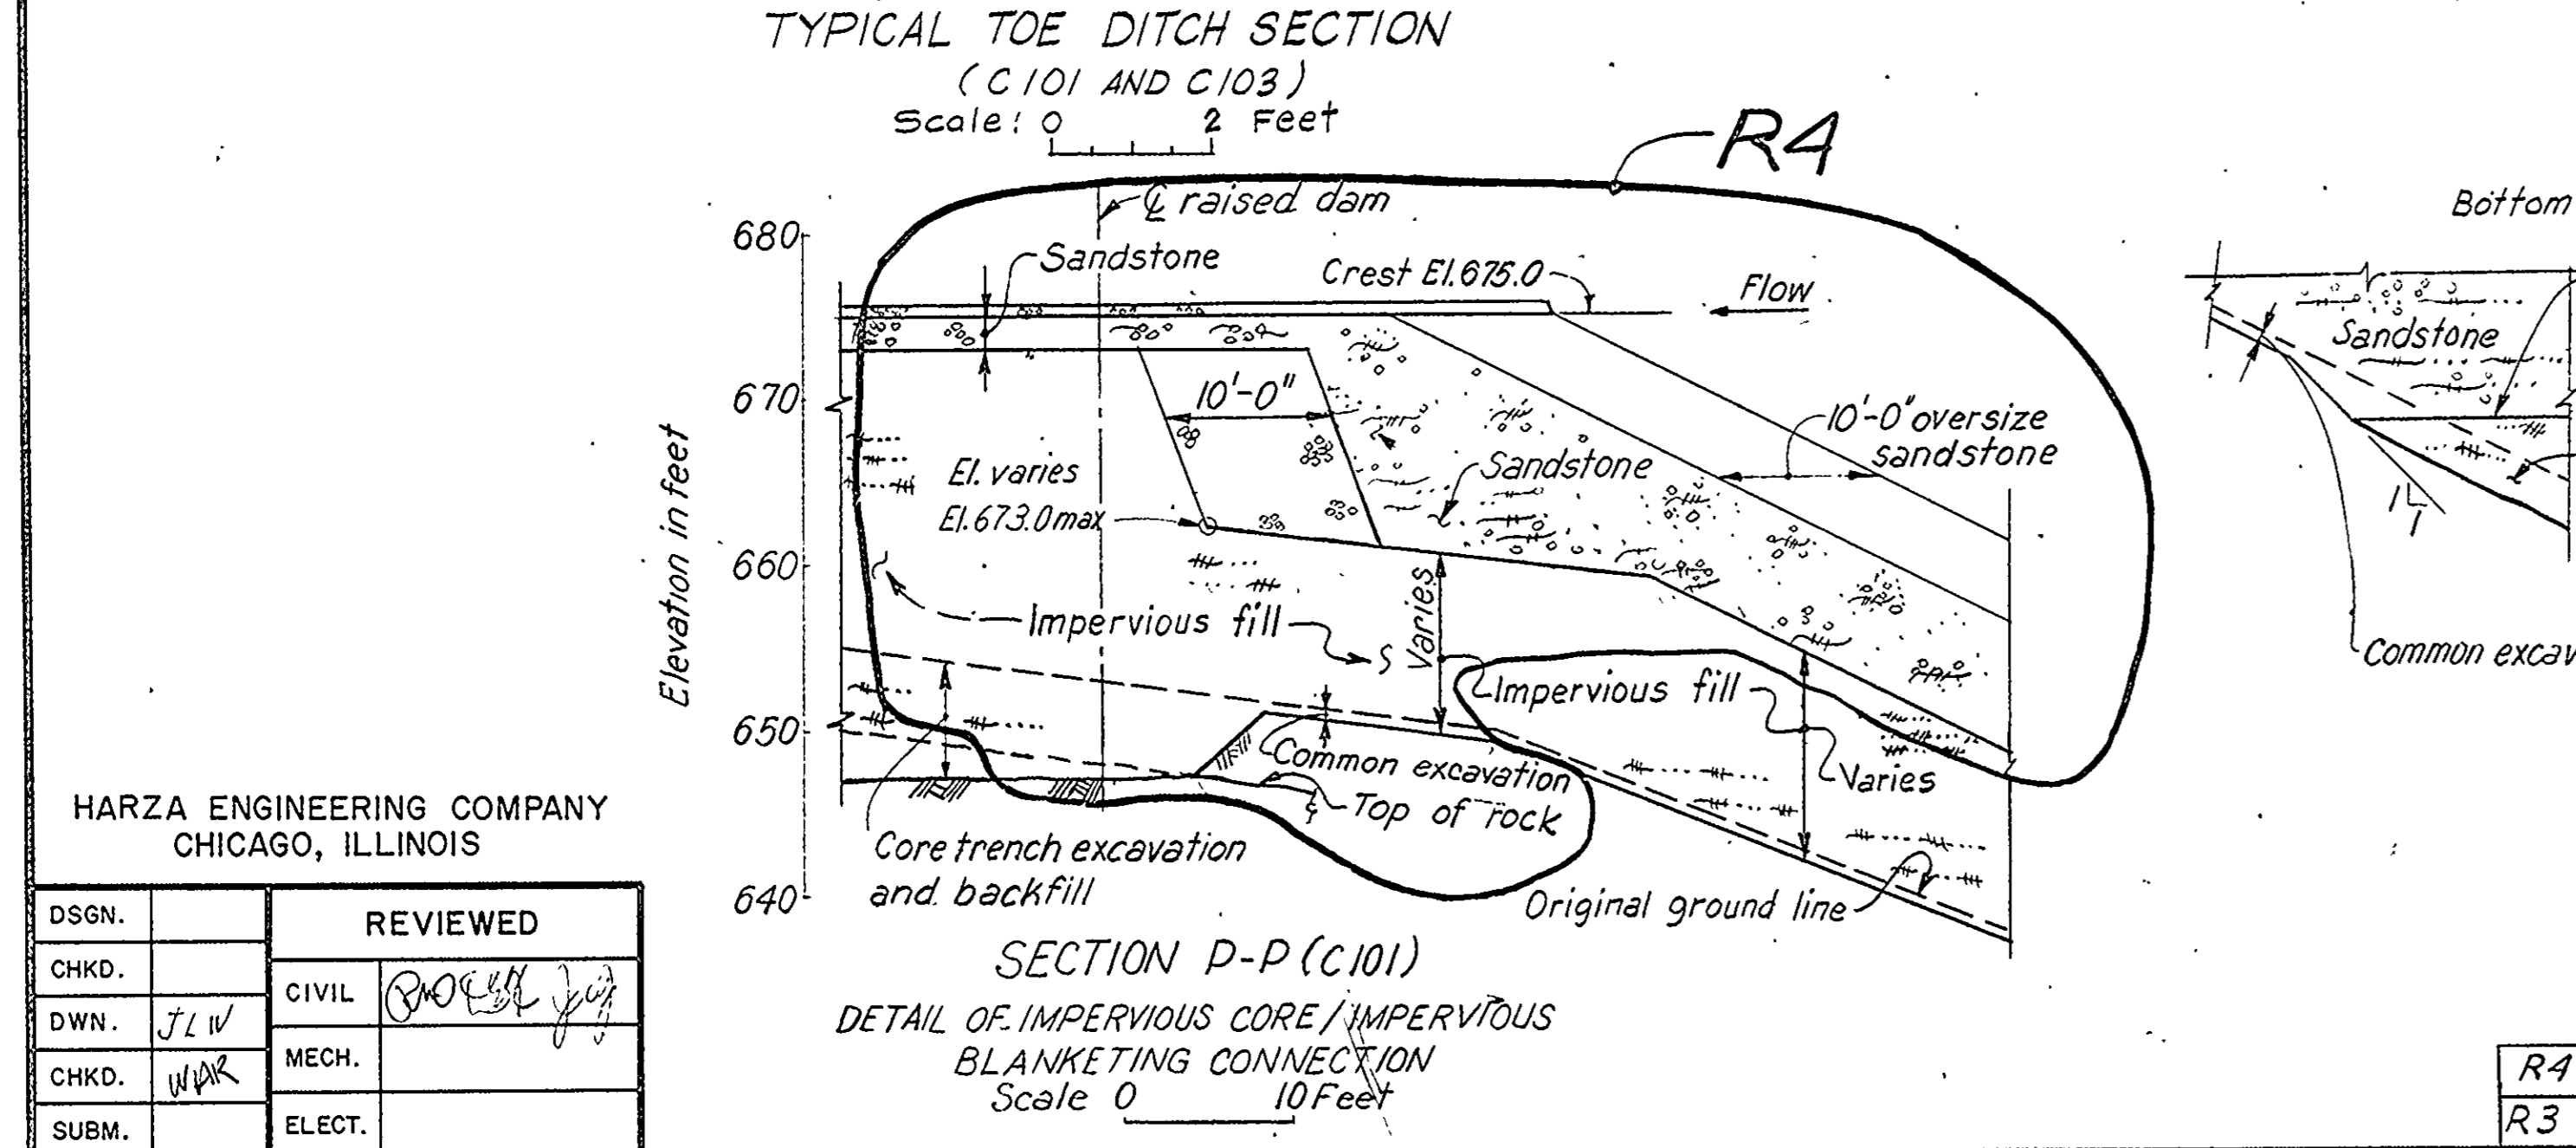 TYPICAL TOE DITCH SECTION
(C101 AND C103)
Scale: 0 2 Feet
R4
℄ raised dam
Sandstone
Crest El. 675.0
Flow
680
670
660
650
640
Elevation in feet
10'-0"
10'-0" oversize
sandstone
El. varies
El. 673.0 max
Sandstone
Impervious fill
Varies
Impervious fill
Varies
Common excavation
Top of rock
Core trench excavation
and backfill
Original ground line
SECTION P-P (C101)
DETAIL OF IMPERVIOUS CORE/IMPERVIOUS
BLANKETING CONNECTION
Scale 0 10 Feet
Bottom
Sandstone
1
1
Common excav
HARZA ENGINEERING COMPANY
CHICAGO, ILLINOIS
DSGN.
REVIEWED
CHKD.
CIVIL
DWN. JLW
MECH.
CHKD. WAR
SUBM.
ELECT.
R4
R3